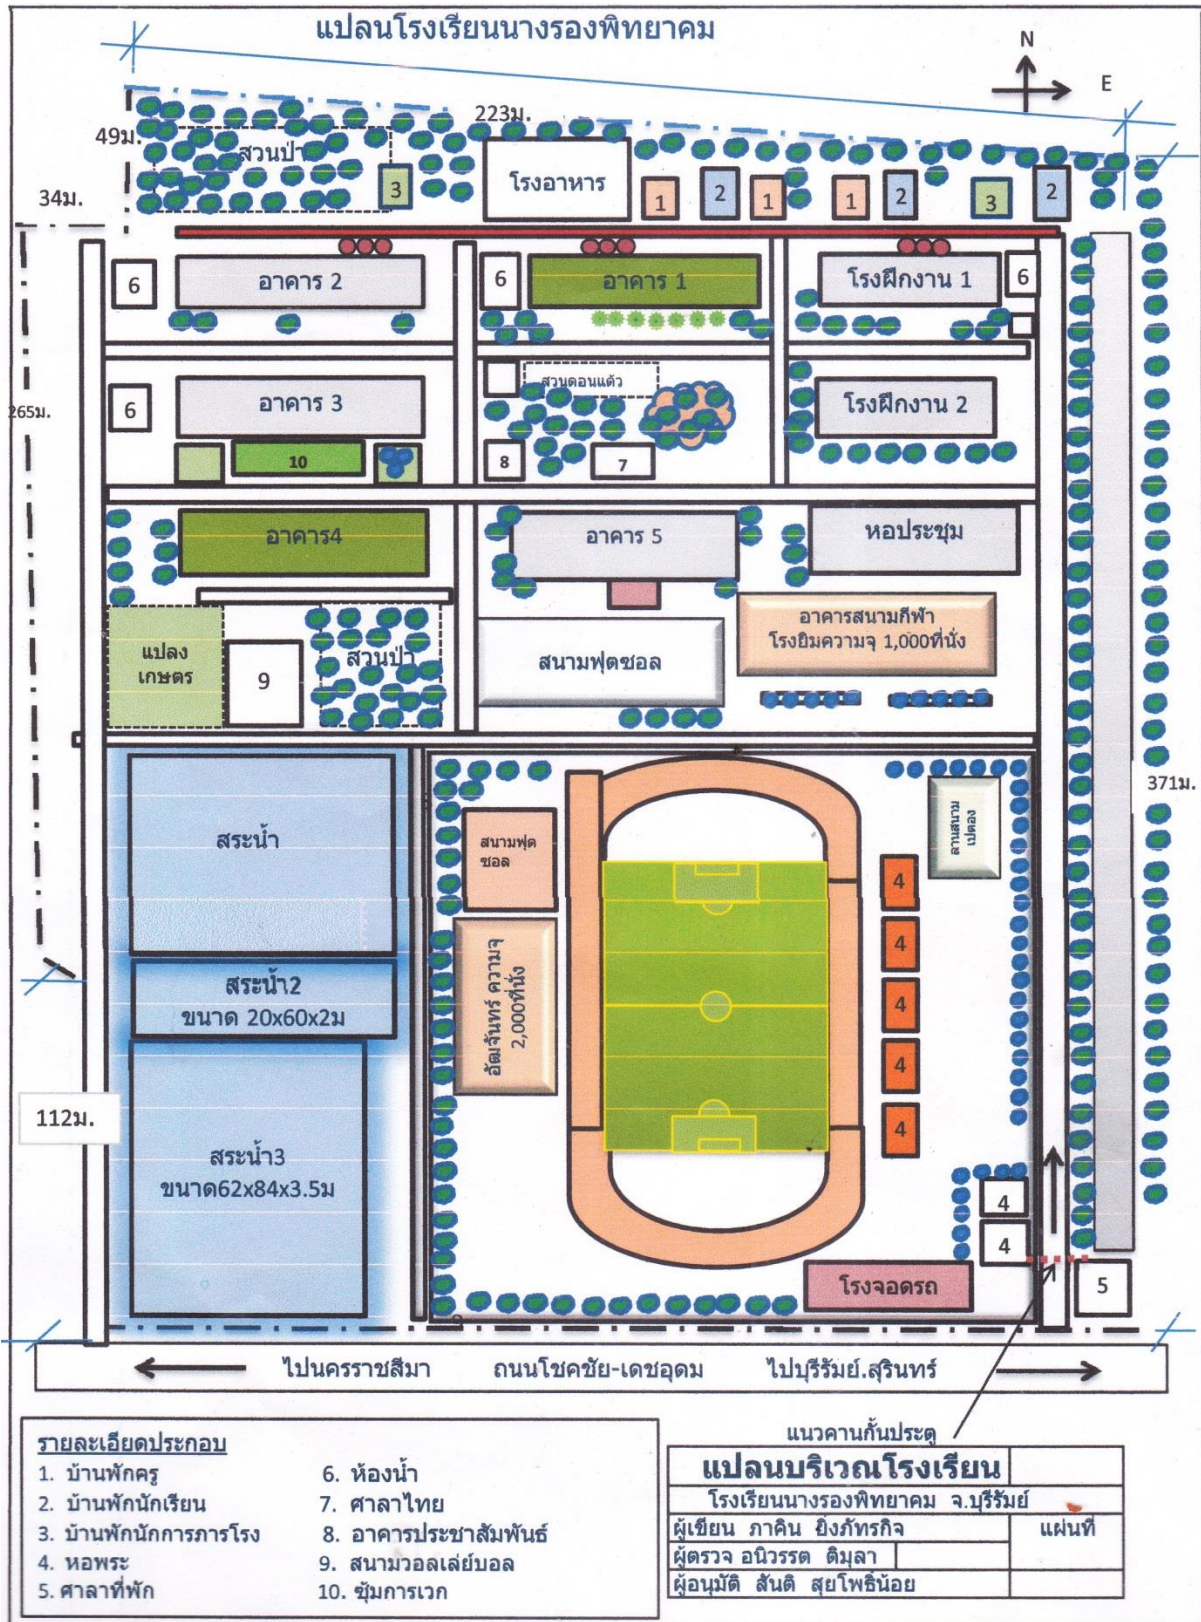 แปลนโรงเรียนนางรองพิทยาคม
N
E
223ม.
49ม.
สวนป่า
3
โรงอาหาร
1
2
1
1
2
3
2
34ม.
6
อาคาร 2
6
อาคาร 1
โรงฝึกงาน 1
6
265ม.
6
อาคาร 3
สวนดอนแต้ว
โรงฝึกงาน 2
10
8
7
อาคาร4
อาคาร 5
หอประชุม
แปลง
เกษตร
9
สวนป่า
สนามฟุตซอล
อาคารสนามกีฬา
โรงยิมความจุ 1,000ที่นั่ง
371ม.
สระน้ำ
สนามฟุต
ซอล
ลานสนาม
เปตอง
4
4
4
4
4
สระน้ำ2
ขนาด 20x60x2ม
อัฒจันทร์ ความจุ
2,000ที่นั่ง
112ม.
สระน้ำ3
ขนาด62x84x3.5ม
4
4
โรงจอดรถ
5
ไปนครราชสีมา ถนนโชคชัย-เดชอุดม ไปบุรีรัมย์.สุรินทร์
แนวคานกั้นประตู
รายละเอียดประกอบ
1. บ้านพักครู
2. บ้านพักนักเรียน
3. บ้านพักนักการภารโรง
4. หอพระ
5. ศาลาที่พัก
6. ห้องน้ำ
7. ศาลาไทย
8. อาคารประชาสัมพันธ์
9. สนามวอลเล่ย์บอล
10. ซุ้มการเวก
แปลนบริเวณโรงเรียน
โรงเรียนนางรองพิทยาคม จ.บุรีรัมย์
ผู้เขียน ภาคิน ยิ่งภัทรกิจ
แผ่นที่
ผู้ตรวจ อนิวรรต ติมุลา
ผู้อนุมัติ สันติ สุยโพธิ์น้อย